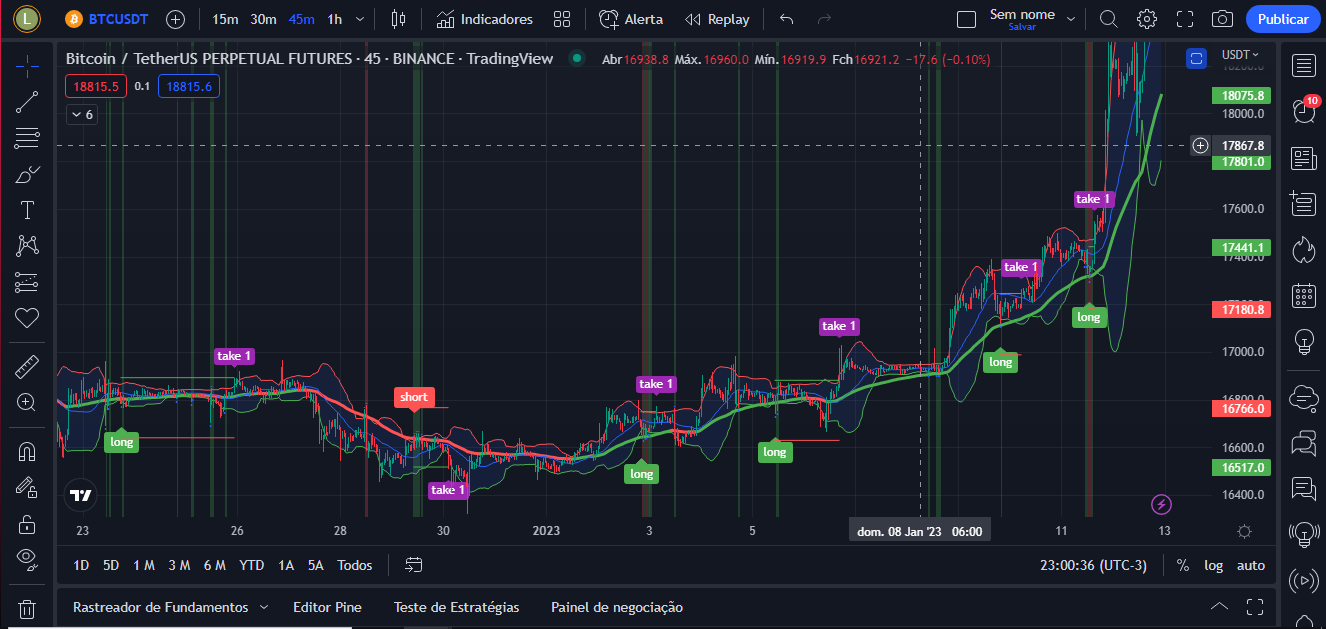 L BTCUSDT 15m 30m 45m 1h Indicadores Alerta Replay Sem nome Publicar
Salvar
Bitcoin / TetherUS PERPETUAL FUTURES · 45 · BINANCE · TradingView Abr16938.8 Máx.16960.0 Mín.16919.9 Fch16921.2 −17.6 (−0.10%) USDT
18815.5 0.1 18815.6
6
10
18075.8
18000.0
17867.8
17801.0
take 1
17600.0
17441.1
17400.0
take 1
17180.8
long
take 1
17000.0
take 1
long
take 1
short
16800.0
16766.0
long
long
long
16600.0
16517.0
take 1
16400.0
23 26 28 30 2023 3 5 dom. 08 Jan '23 06:00 11 13
1D 5D 1 M 3 M 6 M YTD 1A 5A Todos 23:00:36 (UTC-3) % log auto
Rastreador de Fundamentos Editor Pine Teste de Estratégias Painel de negociação